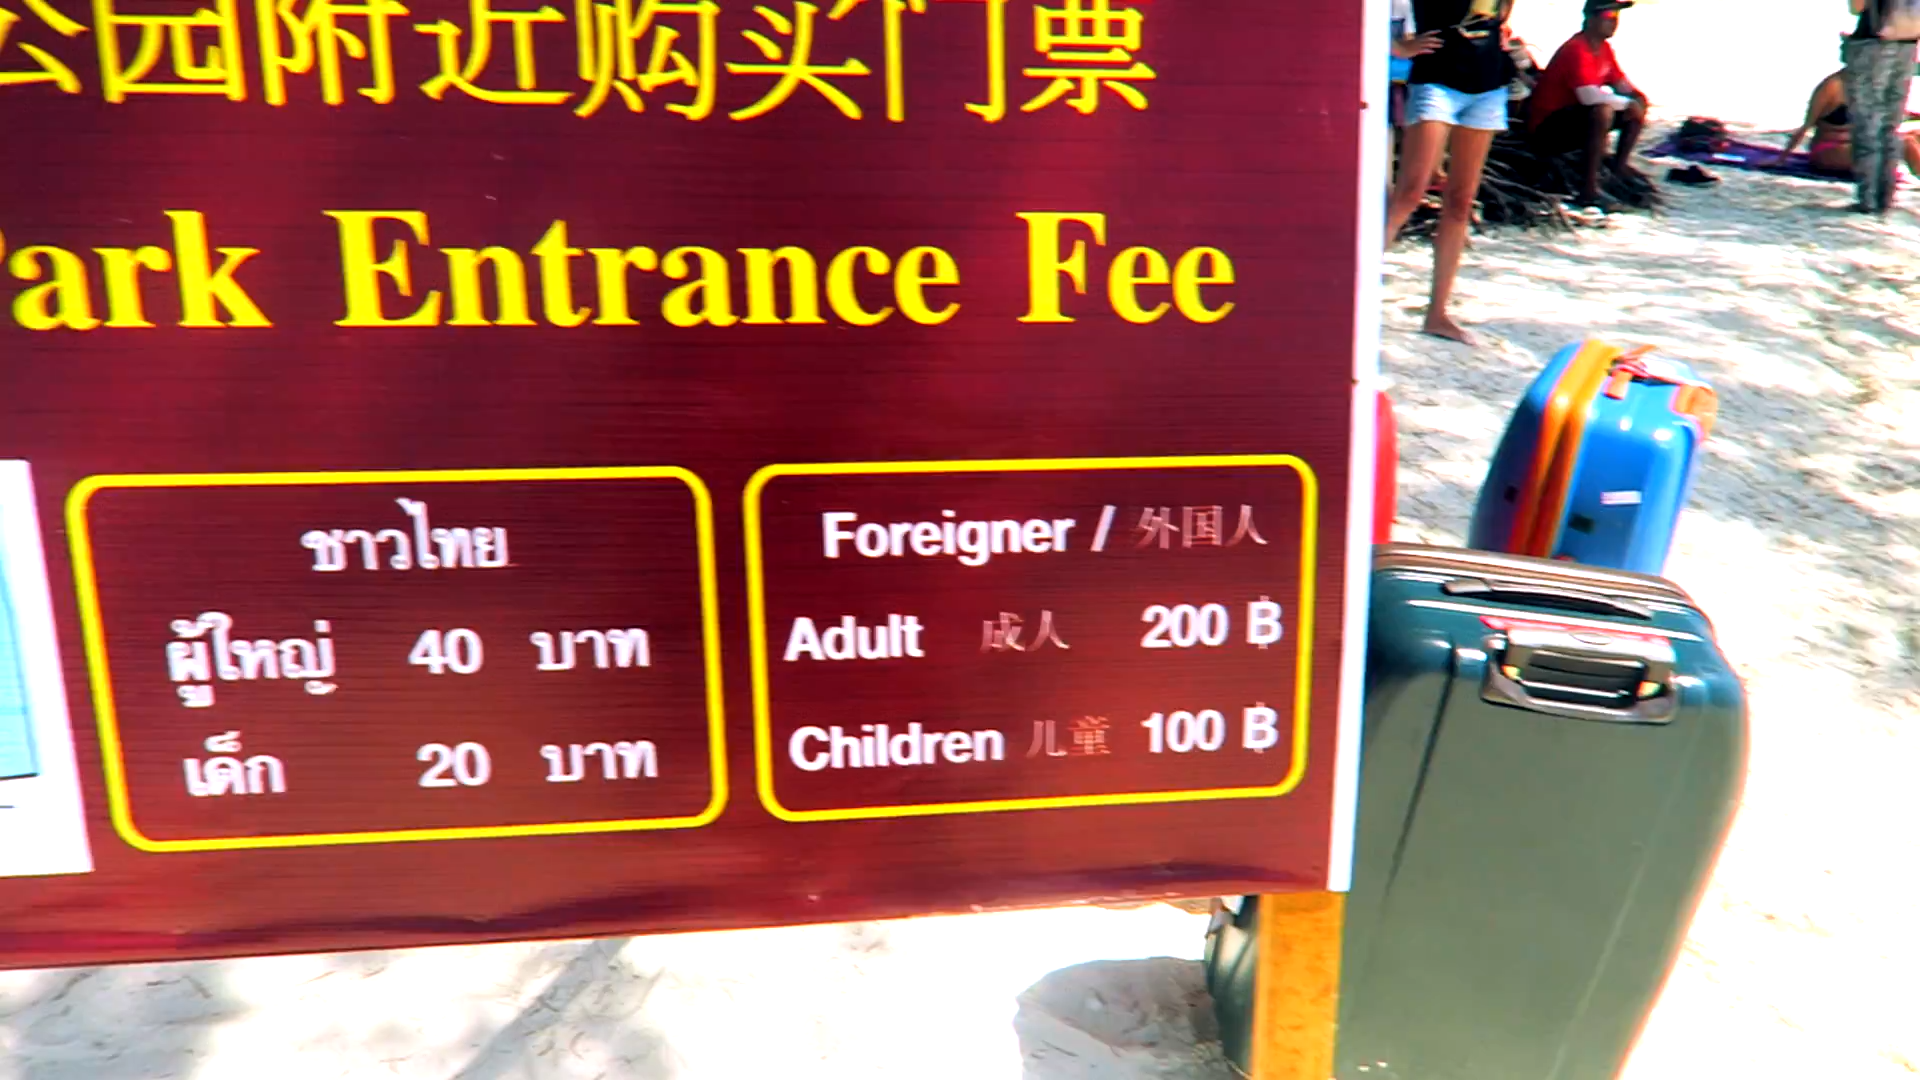 公园附近购买门票
Park Entrance Fee
ชาวไทย
ผู้ใหญ่ 40 บาท
เด็ก 20 บาท
Foreigner / 外国人
Adult 成人 200 ฿
Children 儿童 100 ฿